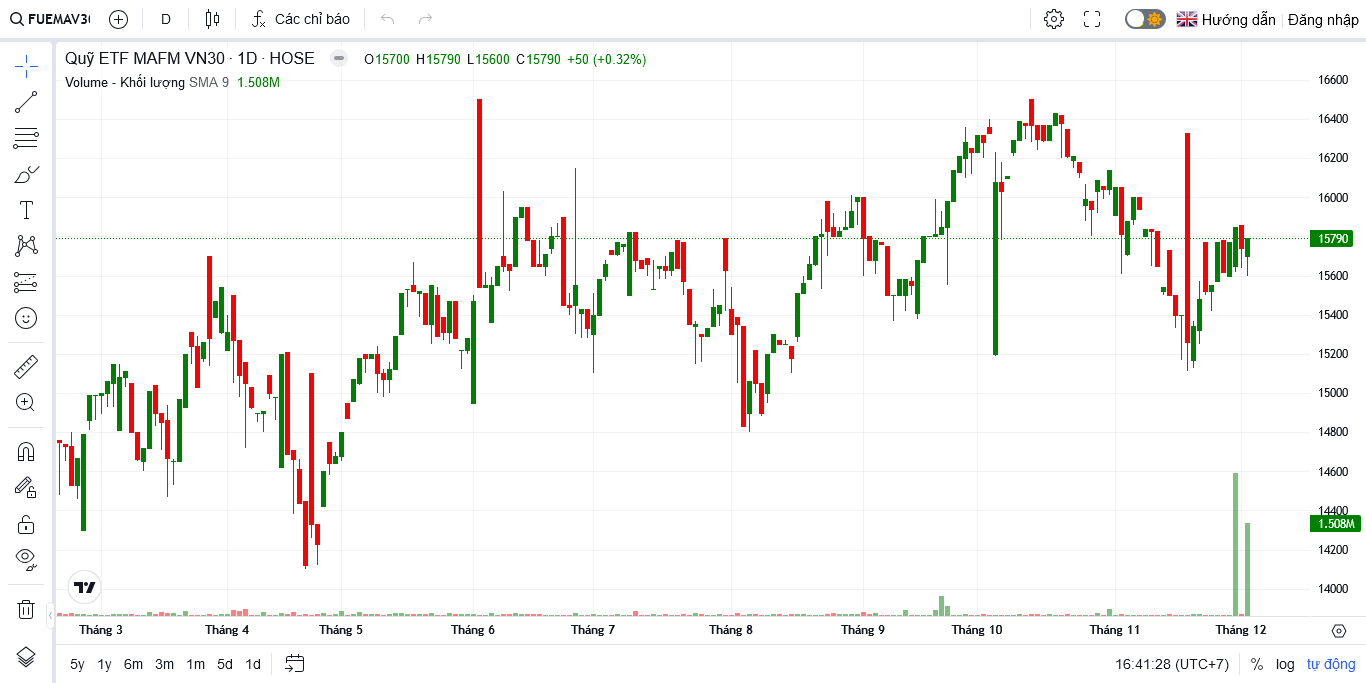 FUEMAV30
D
Các chỉ báo
Hướng dẫn
Đăng nhập
Quỹ ETF MAFM VN30 · 1D · HOSE
O15700 H15790 L15600 C15790 +50 (+0.32%)
Volume - Khối lượng SMA 9 1.508M
16600
16400
16200
16000
15790
15600
15400
15200
15000
14800
14600
14400
1.508M
14200
14000
Tháng 3 Tháng 4 Tháng 5 Tháng 6 Tháng 7 Tháng 8 Tháng 9 Tháng 10 Tháng 11 Tháng 12
5y 1y 6m 3m 1m 5d 1d
16:41:28 (UTC+7) % log tự động